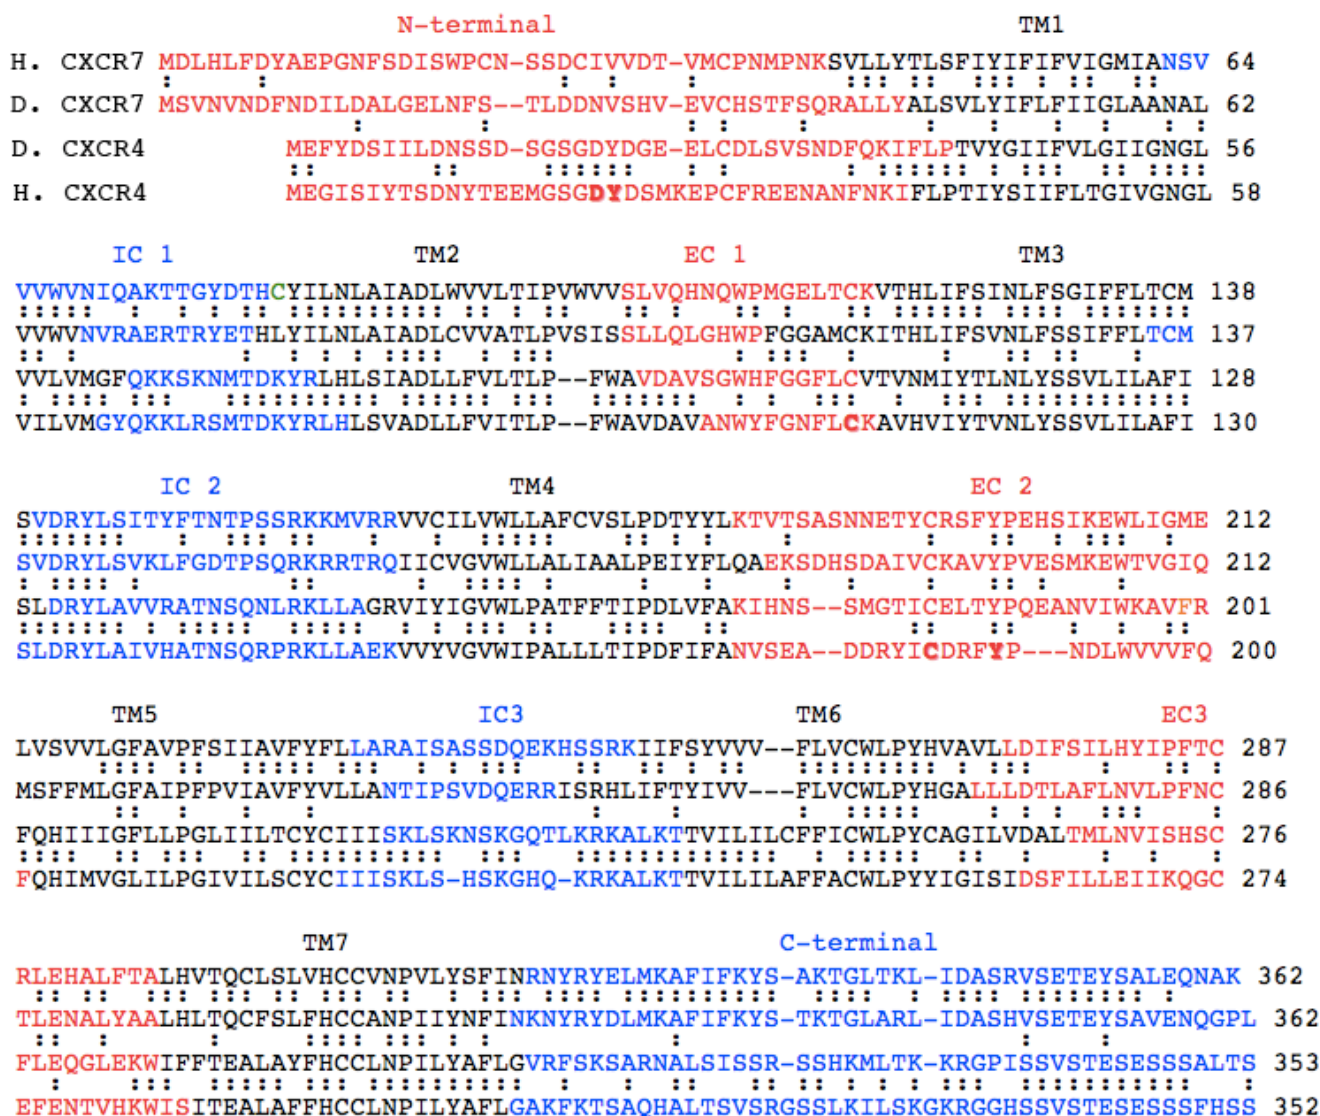 N-terminal TM1
H. CXCR7 MDLHLFDYAEPGNFSDISWPCN-SSDCIVVDT-VMCPNMPNKSVLLYTLSFIYIFIFVIGMIANSV 64
D. CXCR7 MSVNVNDFNDILDALGELNFS--TLDDNVSHV-EVCHSTFSQRALLYALSVLYIFLFIIGLAANAL 62
D. CXCR4 MEFYDSIILDNSSD-SGSGDYDGE-ELCDLSVSNDFQKIFLPTVYGIIFVLGIIGNGL 56
H. CXCR4 MEGISIYTSDNYTEEMGSGDYDSMKEPCFREENANFNKIFLPTIYSIIFLTGIVGNGL 58
IC 1 TM2 EC 1 TM3
VVWVNIQAKTTGYDTHCYILNLAIADLWVVLTIPVWVVSLVQHNQWPMGELTCKVTHLIFSINLFSGIFFLTCM 138
VVWVNVRAERTRYETHLYILNLAIADLCVVATLPVSISSLLQLGHWPFGGAMCKITHLIFSVNLFSSIFFLTCM 137
VVLVMGFQKKSKNMTDKYRLHLSIADLLFVLTLP--FWAVDAVSGWHFGGFLCVTVNMIYTLNLYSSVLILAFI 128
VILVMGYQKKLRSMTDKYRLHLSVADLLFVITLP--FWAVDAVANWYFGNFLCKAVHVIYTVNLYSSVLILAFI 130
IC 2 TM4 EC 2
SVDRYLSITYFTNTPSSRKKMVRRVVCILVWLLAFCVSLPDTYYLKTVTSASNNETYCRSFYPEHSIKEWLIGME 212
SVDRYLSVKLFGDTPSQRKRRTRQIICVGVWLLALIAALPEIYFLQAEKSDHSDAIVCKAVYPVESMKEWTVGIQ 212
SLDRYLAVVRATNSQNLRKLLAGRVIYIGVWLPATFFTIPDLVFAKIHNS--SMGTICELTYPQEANVIWKAVFR 201
SLDRYLAIVHATNSQRPRKLLAEKVVYVGVWIPALLLTIPDFIFANVSEA--DDRYICDRFYP---NDLWVVVFQ 200
TM5 IC3 TM6 EC3
LVSVVLGFAVPFSIIAVFYFLLARAISASSDQEKHSSRKIIFSYVVV--FLVCWLPYHVAVLLDIFSILHYIPFTC 287
MSFFMLGFAIPFPVIAVFYVLLANTIPSVDQERRISRHLIFTYIVV---FLVCWLPYHGALLLDTLAFLNVLPFNC 286
FQHIIIGFLLPGLIILTCYCIIISKLSKNSKGQTLKRKALKTTVILILCFFICWLPYCAGILVDALTMLNVISHSC 276
FQHIMVGLILPGIVILSCYCIIISKLS-HSKGHQ-KRKALKTTVILILAFFACWLPYYIGISIDSFILLEIIKQGC 274
TM7 C-terminal
RLEHALFTALHVTQCLSLVHCCVNPVLYSFINRNYRYELMKAFIFKYS-AKTGLTKL-IDASRVSETEYSALEQNAK 362
TLENALYAALHLTQCFSLFHCCANPIIYNFINKNYRYDLMKAFIFKYS-TKTGLARL-IDASHVSETEYSAVENQGPL 362
FLEQGLEKWIFFTEALAYFHCCLNPILYAFLGVRFSKSARNALSISSR-SSHKMLTK-KRGPISSVSTESESSSALTS 353
EFENTVHKWISITEALAFFHCCLNPILYAFLGAKFKTSAQHALTSVSRGSSLKILSKGKRGGHSSVSTESESSSFHSS 352